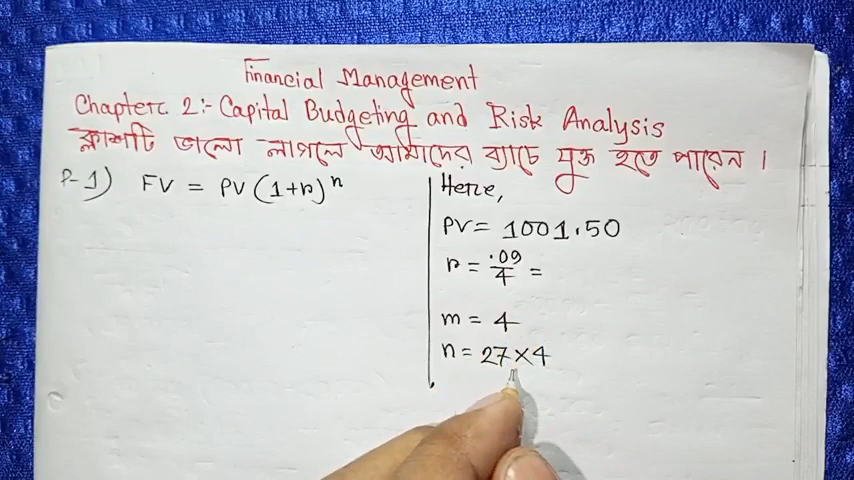 Financial Management
Chapter 2:- Capital Budgeting and Risk Analysis
ক্লাশটি ভালো লাগলে আমাদের ব্যাচে যুক্ত হতে পারেন।
P-1) FV = PV(1+r)^n
Here,
PV = 1001.50
r = .09/4 =
m = 4
n = 27×4